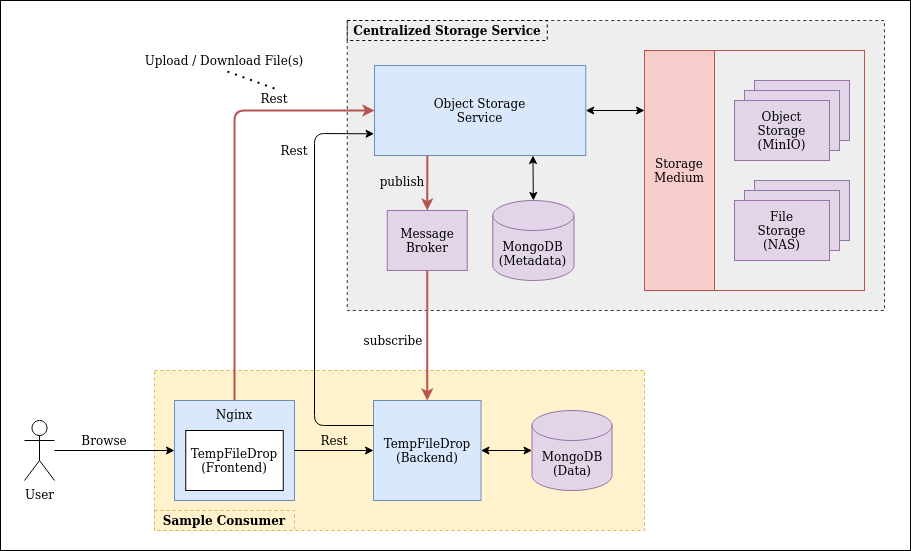 Centralized Storage Service
Upload / Download File(s)
Rest
Object Storage
Service
Rest
Storage
Medium
Object
Storage
(MinIO)
File
Storage
(NAS)
publish
Message
Broker
MongoDB
(Metadata)
subscribe
Nginx
TempFileDrop
(Frontend)
Browse
User
Rest
TempFileDrop
(Backend)
MongoDB
(Data)
Sample Consumer